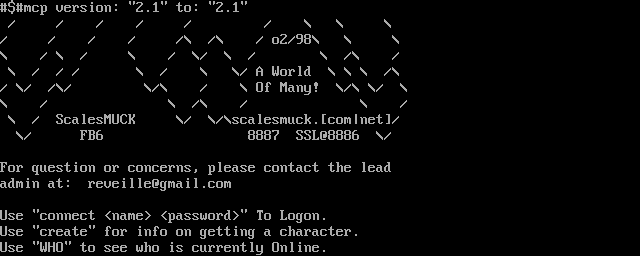 #$#mcp version: "2.1" to: "2.1"
o2/98
A World
Of Many!
ScalesMUCK scalesmuck.[com|net]
FB6 8887 SSL@8886
For question or concerns, please contact the lead
admin at: reveille@gmail.com
Use "connect <name> <password>" To Logon.
Use "create" for info on getting a character.
Use "WHO" to see who is currently Online.